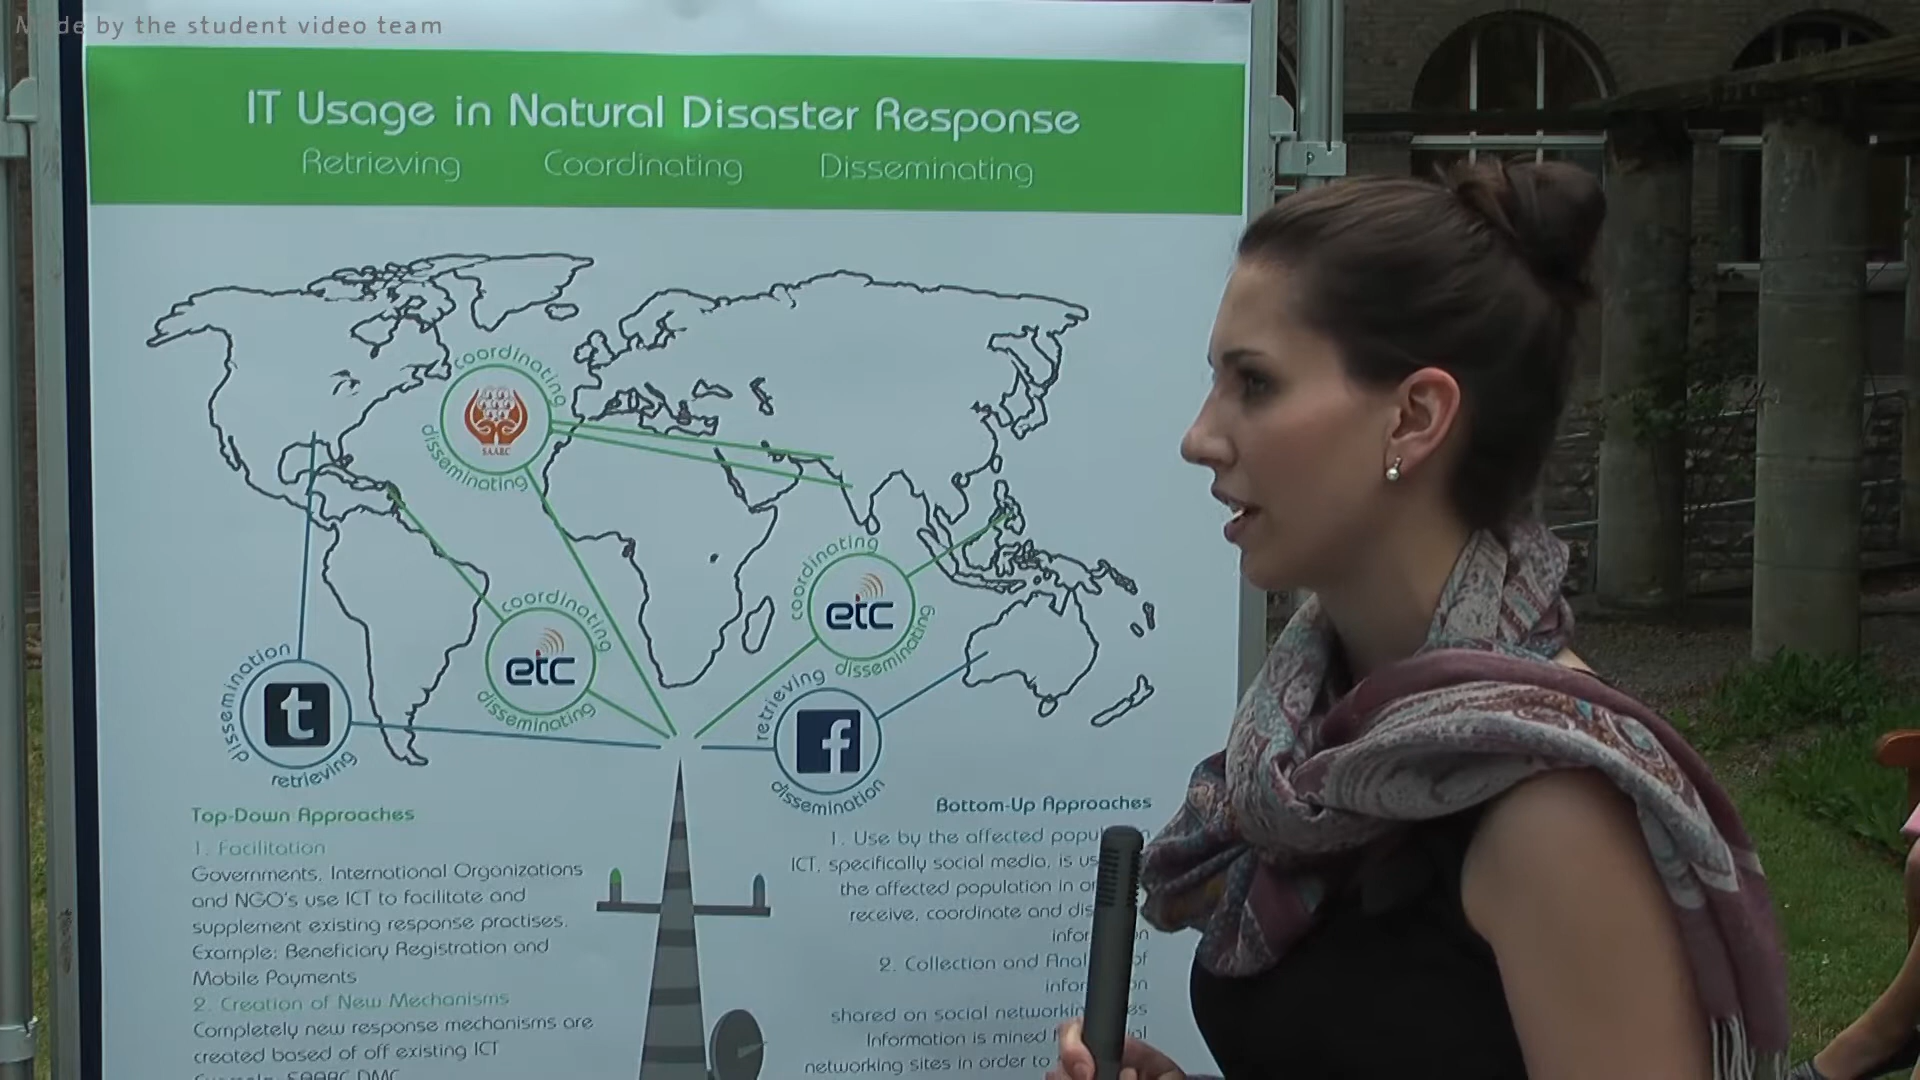 Made by the student video team
IT Usage in Natural Disaster Response
Retrieving Coordinating Disseminating
coordinating
SAARC
disseminating
coordinating
etc
disseminating
coordinating
etc
disseminating
dissemination
t
retrieving
retrieving
f
dissemination
Top-Down Approaches
1. Facilitation
Governments, International Organizations
and NGO's use ICT to facilitate and
supplement existing response practises.
Example: Beneficiary Registration and
Mobile Payments
2. Creation of New Mechanisms
Completely new response mechanisms are
created based of off existing ICT
Example: SAARC DMC
Bottom-Up Approaches
1. Use by the affected
ICT, specifically social media, is
the affected population in
receive, coordinate and
2. Collection and
shared on social
Information is mined
networking sites in order to